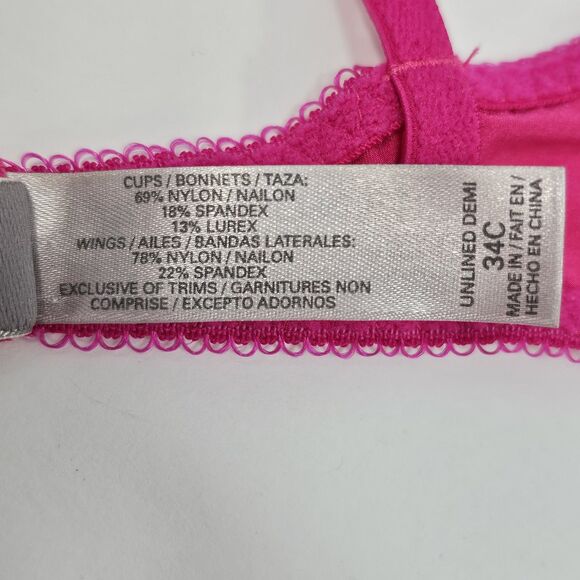 CUPS / BONNETS / TAZA:
69% NYLON / NAILON
18% SPANDEX
13% LUREX
WINGS / AILES / BANDAS LATERALES:
78% NYLON / NAILON
22% SPANDEX
EXCLUSIVE OF TRIMS / GARNITURES NON
COMPRISE / EXCEPTO ADORNOS
UNLINED DEMI
34C
MADE IN / FAIT EN /
HECHO EN CHINA